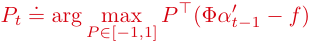 $P_t \doteq \arg\max_{P \in [-1,1]} P^\top (\Phi \alpha'_{t-1} - f)$